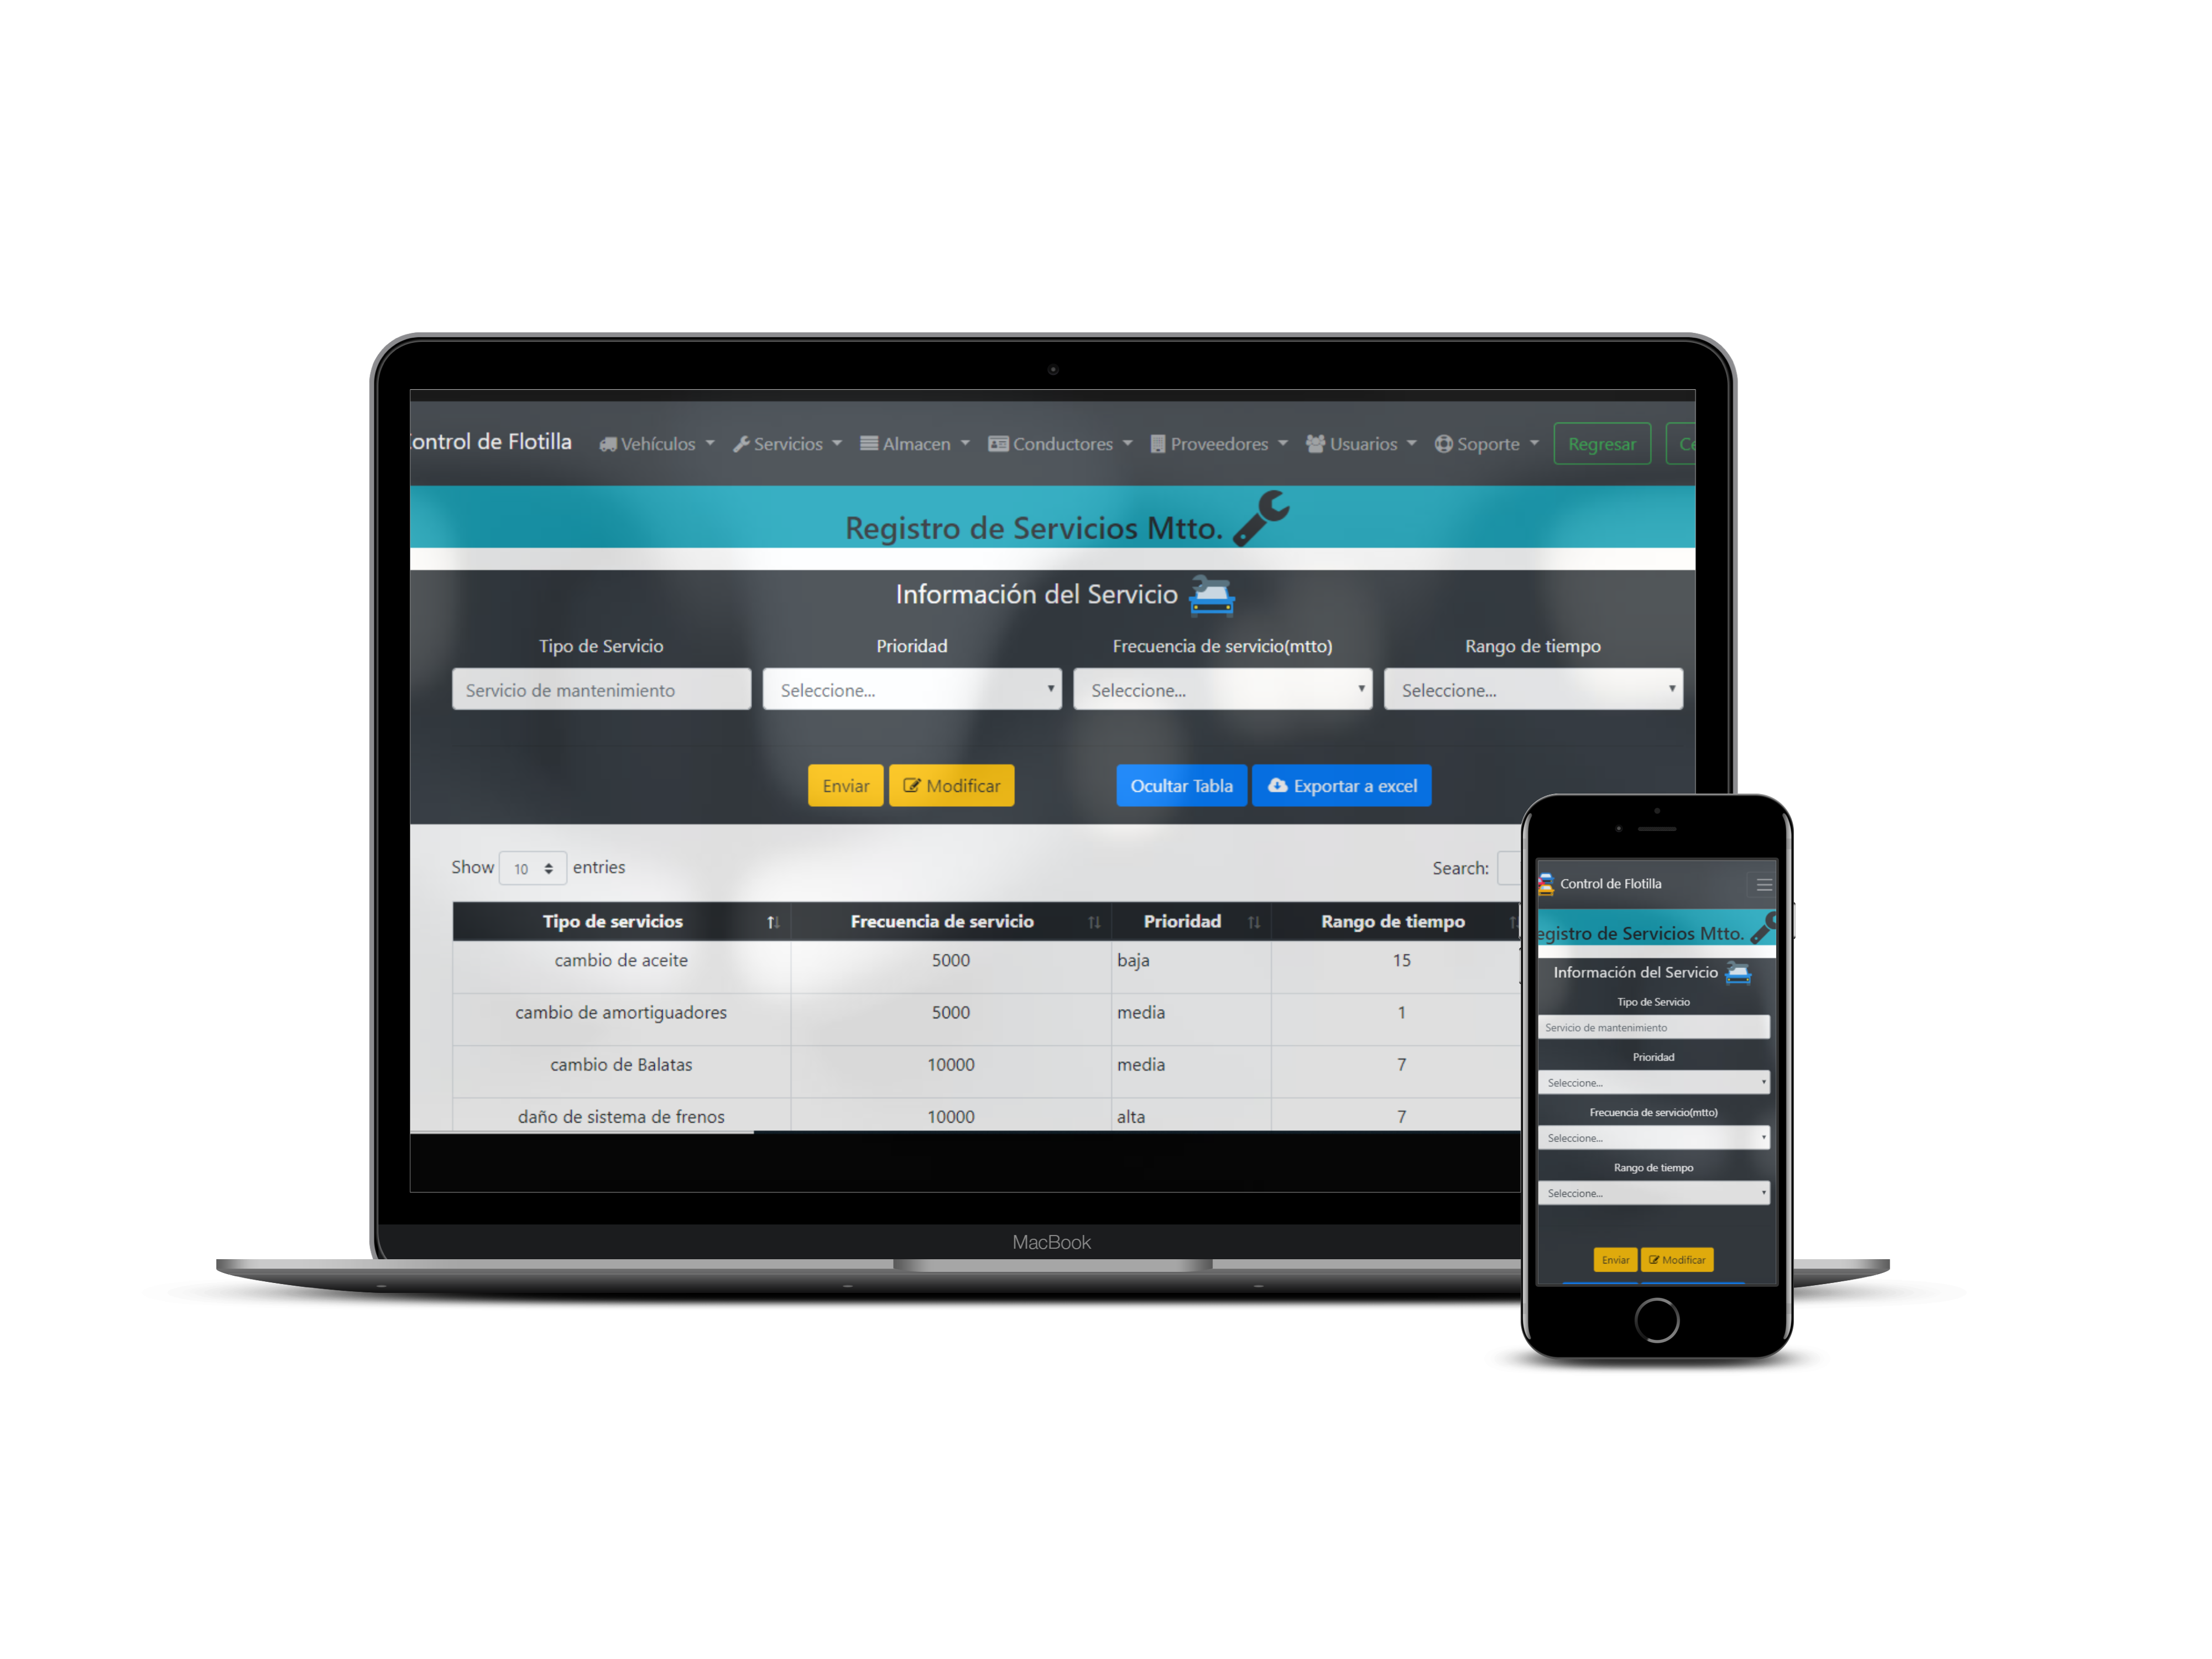 ontrol de Flotilla Vehículos Servicios Almacen Conductores Proveedores Usuarios Soporte Regresar Ce
Registro de Servicios Mtto.
Información del Servicio
Tipo de Servicio Prioridad Frecuencia de servicio(mtto) Rango de tiempo
Servicio de mantenimiento Seleccione... Seleccione... Seleccione...
Enviar Modificar Ocultar Tabla Exportar a excel
Show 10 entries Search:
Tipo de servicios Frecuencia de servicio Prioridad Rango de tiempo
cambio de aceite 5000 baja 15
cambio de amortiguadores 5000 media 1
cambio de Balatas 10000 media 7
daño de sistema de frenos 10000 alta 7
MacBook
Control de Flotilla
egistro de Servicios Mtto.
Información del Servicio
Tipo de Servicio
Servicio de mantenimiento
Prioridad
Seleccione...
Frecuencia de servicio(mtto)
Seleccione...
Rango de tiempo
Seleccione...
Enviar Modificar